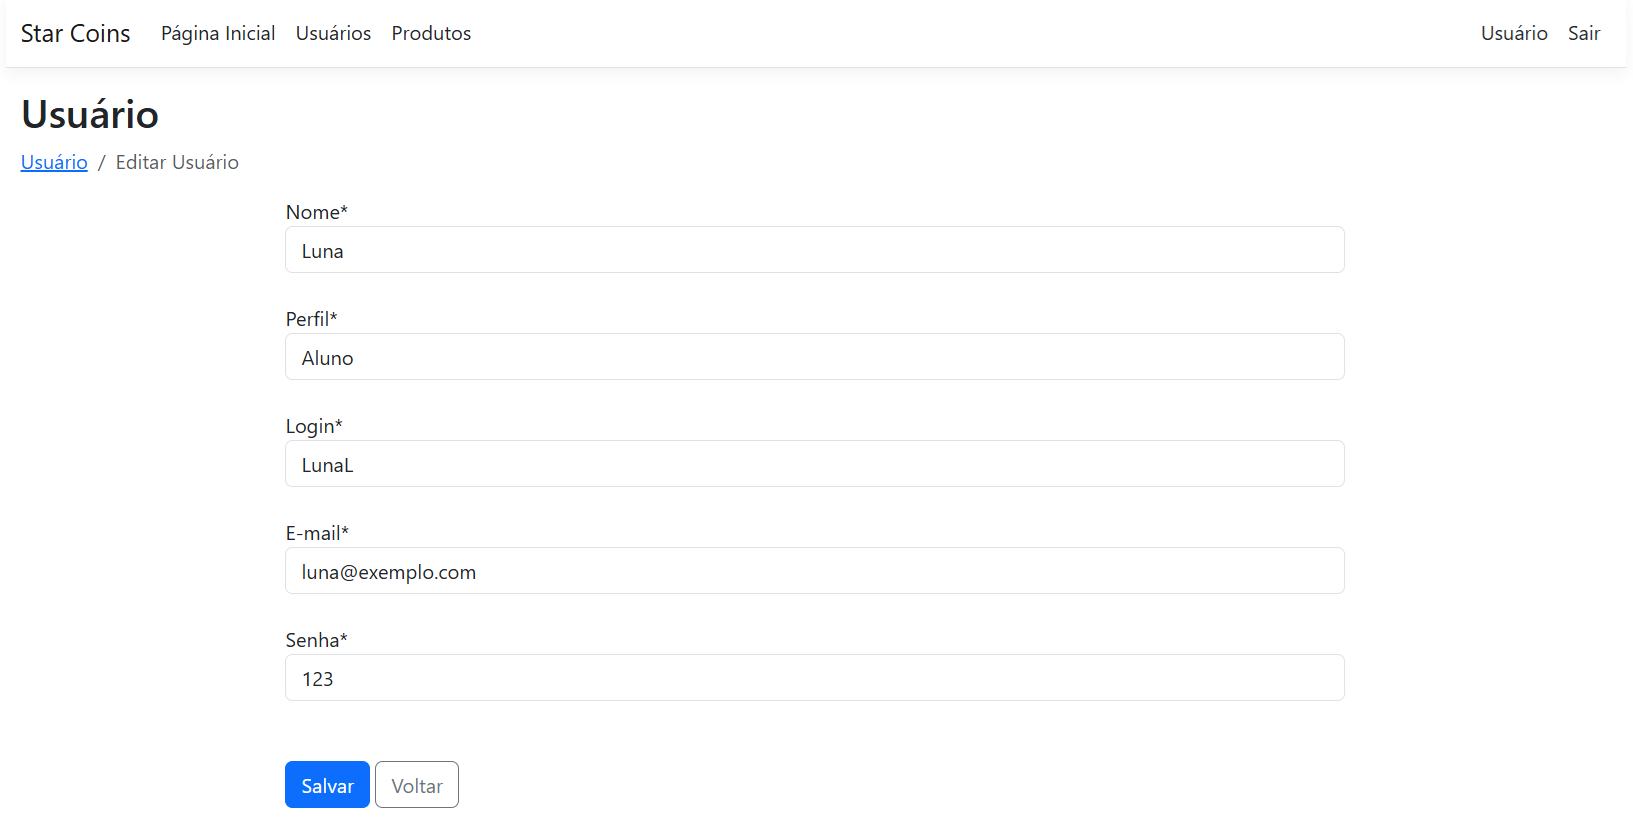 Star Coins Página Inicial Usuários Produtos Usuário Sair
Usuário
Usuário / Editar Usuário
Nome*
Luna
Perfil*
Aluno
Login*
LunaL
E-mail*
luna@exemplo.com
Senha*
123
Salvar Voltar